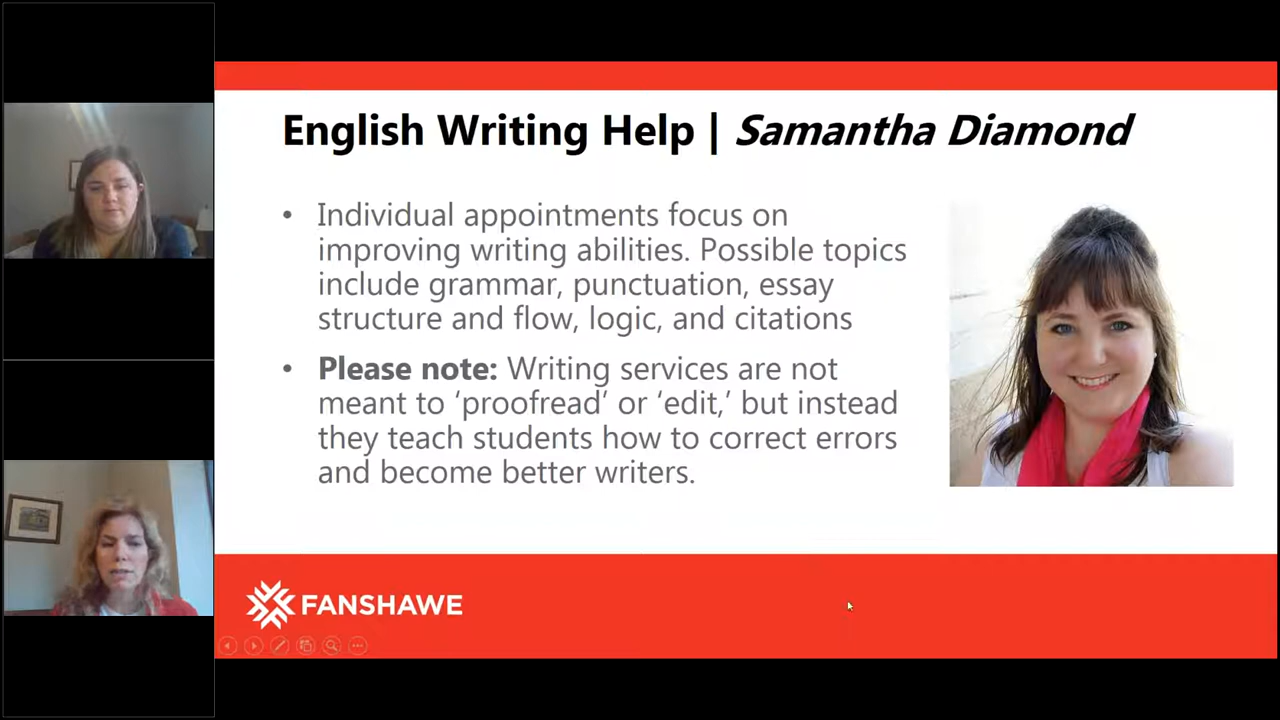 English Writing Help | Samantha Diamond
• Individual appointments focus on
improving writing abilities. Possible topics
include grammar, punctuation, essay
structure and flow, logic, and citations
• Please note: Writing services are not
meant to ‘proofread’ or ‘edit,’ but instead
they teach students how to correct errors
and become better writers.
FANSHAWE